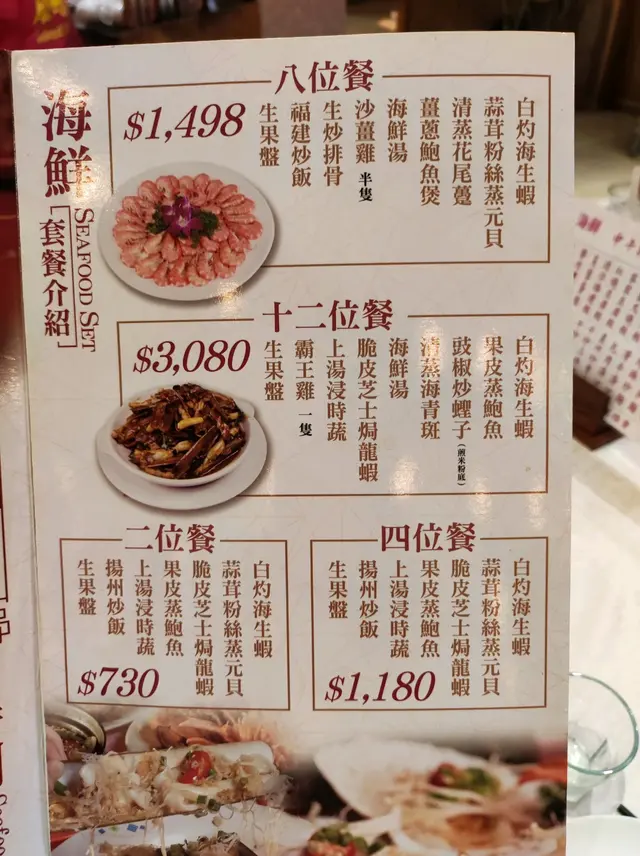 海鮮
SEAFOOD SET
套餐介紹
八位餐
白灼海生蝦
蒜茸粉絲蒸元貝
清蒸花尾躉
薑蔥鮑魚煲
海鮮湯
沙薑雞 半隻
生炒排骨
福建炒飯
生果盤
$1,498
十二位餐
白灼海生蝦
果皮蒸鮑魚
豉椒炒蟶子(煎米粉底)
清蒸海青斑
海鮮湯
脆皮芝士焗龍蝦
上湯浸時蔬
霸王雞 一隻
生果盤
$3,080
二位餐
白灼海生蝦
蒜茸粉絲蒸元貝
脆皮芝士焗龍蝦
果皮蒸鮑魚
上湯浸時蔬
揚州炒飯
生果盤
$730
四位餐
白灼海生蝦
蒜茸粉絲蒸元貝
脆皮芝士焗龍蝦
果皮蒸鮑魚
上湯浸時蔬
揚州炒飯
生果盤
$1,180